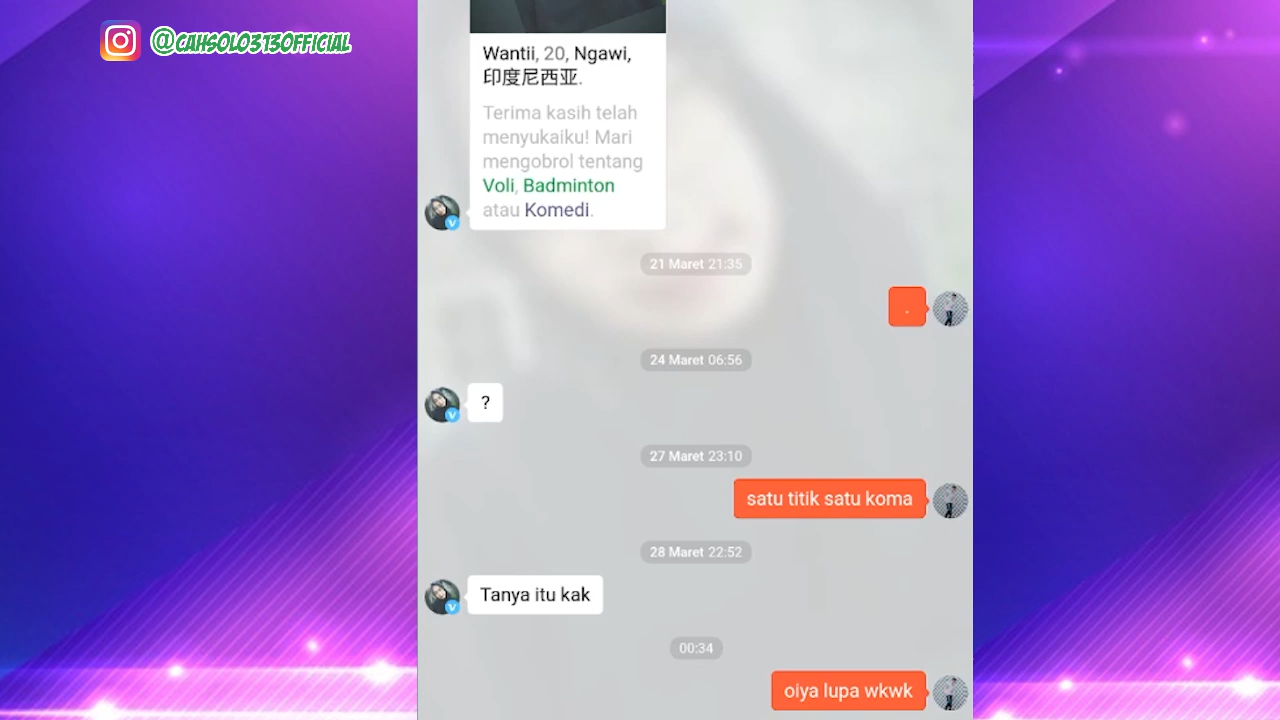 @CAHSOLO313OFFICIAL
Wantii, 20, Ngawi,
印度尼西亚.
Terima kasih telah
menyukaiku! Mari
mengobrol tentang
Voli, Badminton
atau Komedi.
21 Maret 21:35
.
24 Maret 06:56
?
27 Maret 23:10
satu titik satu koma
28 Maret 22:52
Tanya itu kak
00:34
oiya lupa wkwk